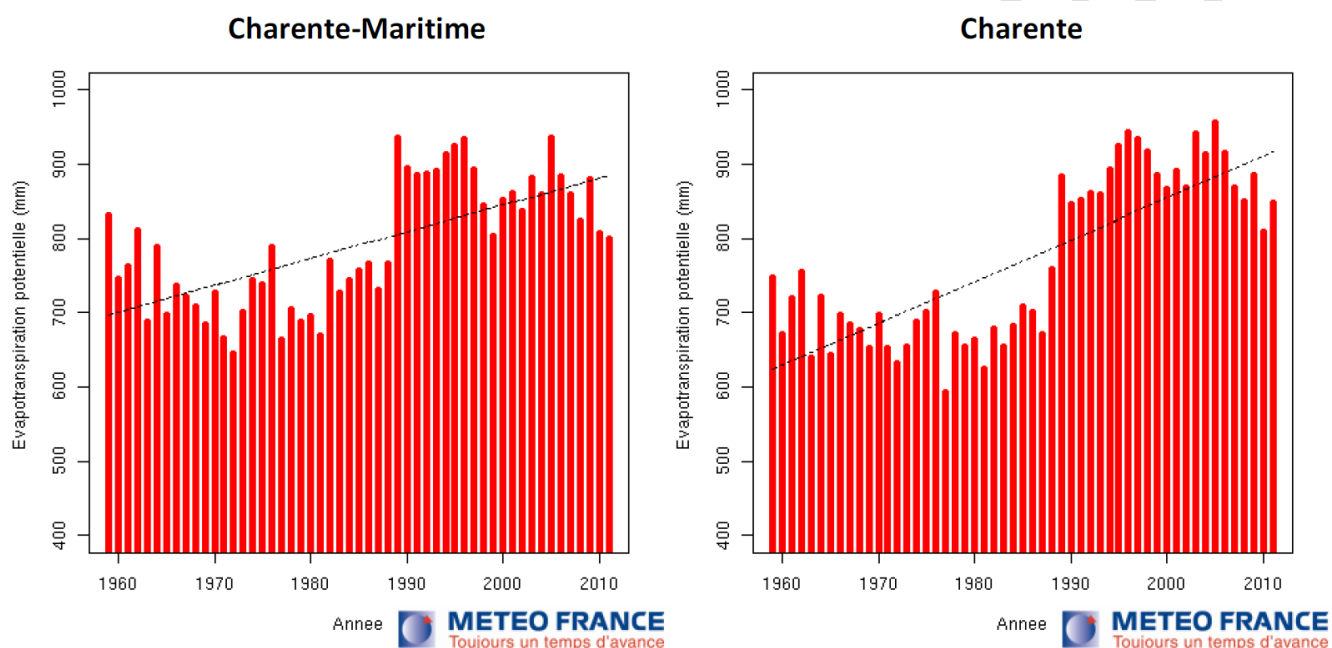 Charente-Maritime
Evapotranspiration potentielle (mm)
1000
900
800
700
600
500
400
1960 1970 1980 1990 2000 2010
Annee
METEO FRANCE
Toujours un temps d'avance
Charente
Evapotranspiration potentielle (mm)
1000
900
800
700
600
500
400
1960 1970 1980 1990 2000 2010
Annee
METEO FRANCE
Toujours un temps d'avance